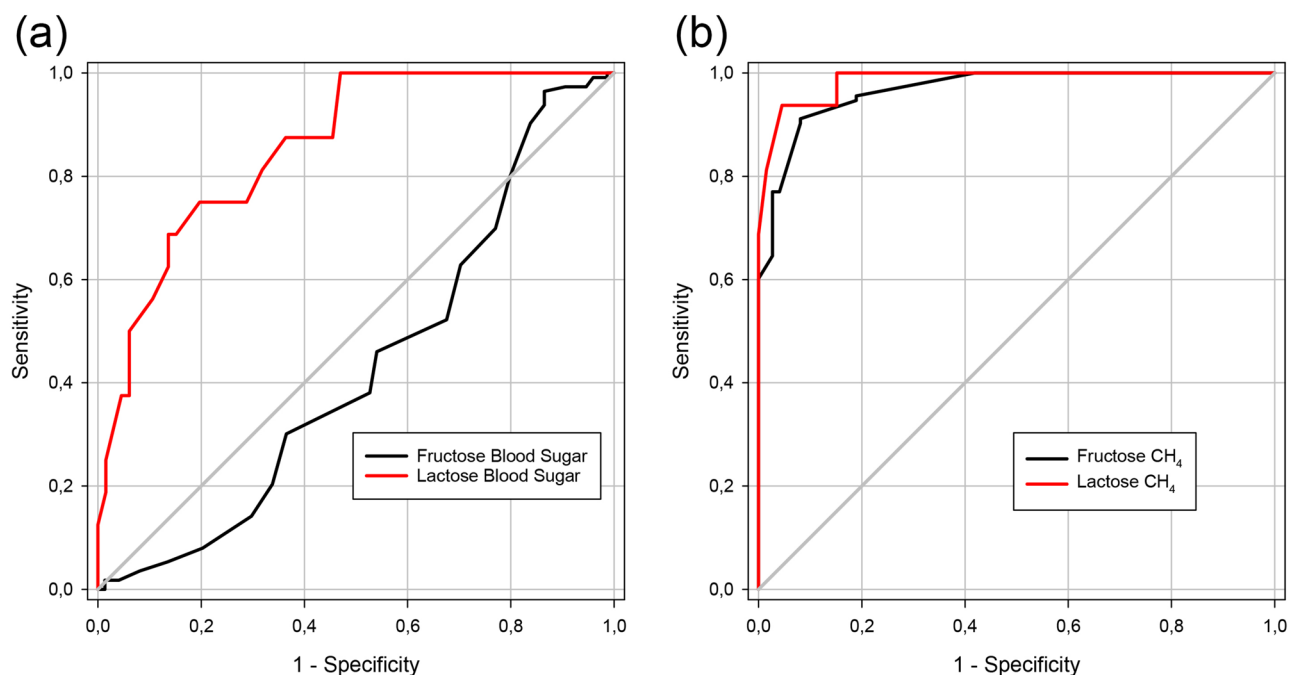 (a)
1,0
0,8
0,6
0,4
0,2
0,0
Sensitivity
0,0 0,2 0,4 0,6 0,8 1,0
1 - Specificity
Fructose Blood Sugar
Lactose Blood Sugar
(b)
1,0
0,8
0,6
0,4
0,2
0,0
Sensitivity
0,0 0,2 0,4 0,6 0,8 1,0
1 - Specificity
Fructose CH₄
Lactose CH₄